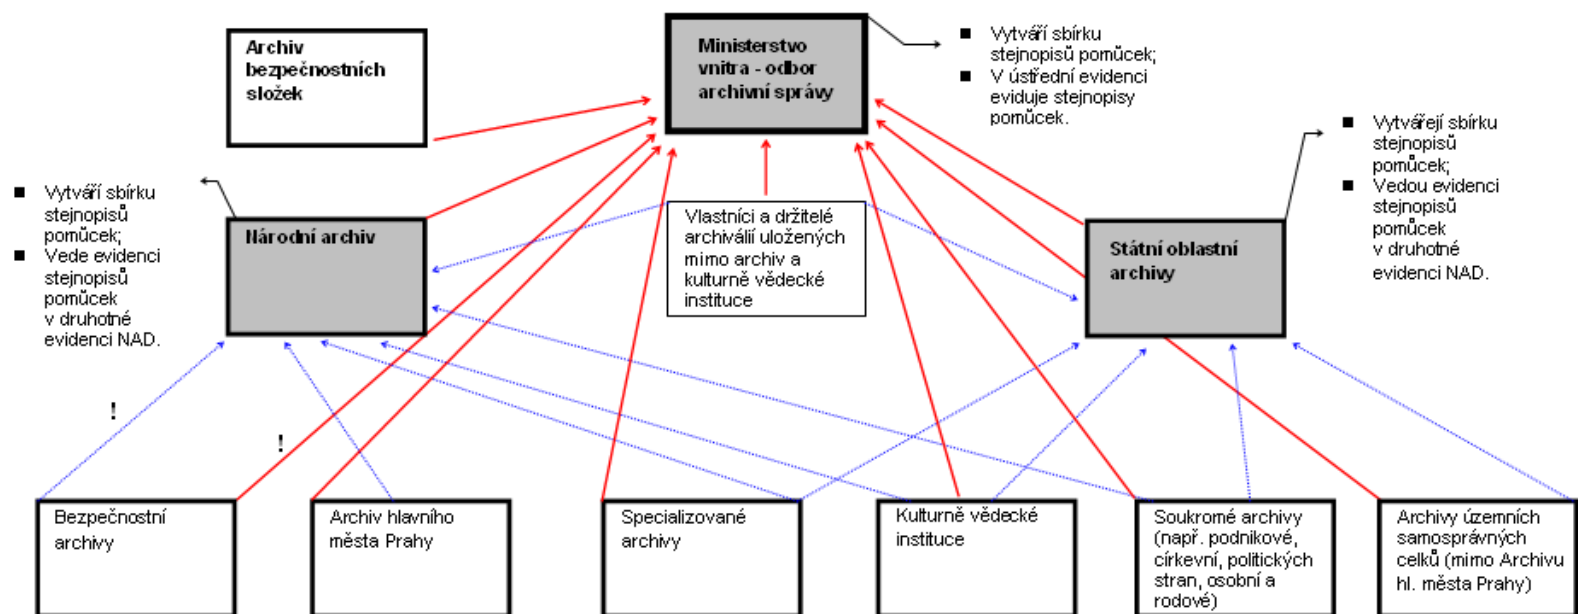 Archiv
bezpečnostních
složek
Ministerstvo
vnitra - odbor
archivní správy
■ Vytváří sbírku
stejnopisů pomůcek;
■ V ústřední evidenci
eviduje stejnopisy
pomůcek.
■ Vytvářejí sbírku
stejnopisů
pomůcek;
■ Vedou evidenci
stejnopisů
pomůcek
v druhotné
evidenci NAD.
■ Vytváří sbírku
stejnopisů
pomůcek;
■ Vede evidenci
stejnopisů
pomůcek
v druhotné
evidenci NAD.
Národní archiv
Vlastníci a držitelé
archiválií uložených
mimo archiv a
kulturně vědecké
instituce
Státní oblastní
archivy
!
!
Bezpečnostní
archivy
Archiv hlavního
města Prahy
Specializované
archivy
Kulturně vědecké
instituce
Soukromé archivy
(např. podnikové,
církevní, politických
stran, osobní a
rodové)
Archivy územních
samosprávných
celků (mimo Archivu
hl. města Prahy)